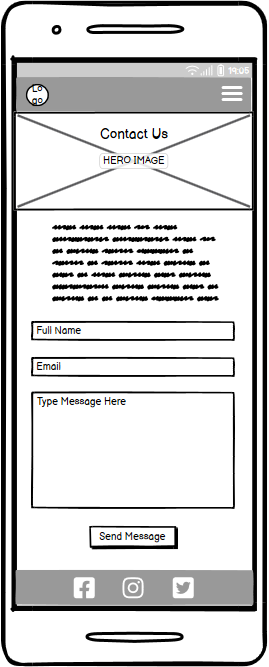 19:05
Lo
go
Contact Us
HERO IMAGE
Full Name
Email
Type Message Here
Send Message